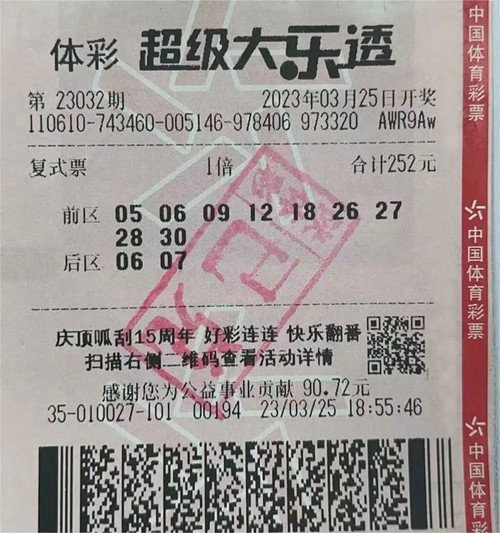 体彩 超级大乐透
第 23032期 2023年03月25日开奖
110610-743460-005146-978406 973320 AWR9Aw
复式票 1倍 合计252元
前区 05 06 09 12 18 26 27
28 30
后区 06 07
庆顶呱刮15周年 好彩连连 快乐翻番
扫描右侧二维码查看活动详情
感谢您为公益事业贡献 90.72元
35-010027-101 00194 23/03/25 18:55:46
中国体育彩票
中国体育彩票
中国体育彩票
已兑